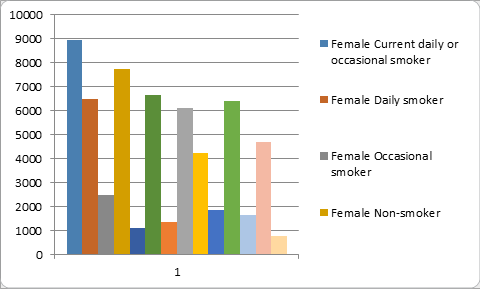 10000
9000
8000
7000
6000
5000
4000
3000
2000
1000
0
1
Female Current daily or
occasional smoker
Female Daily smoker
Female Occasional
smoker
Female Non-smoker